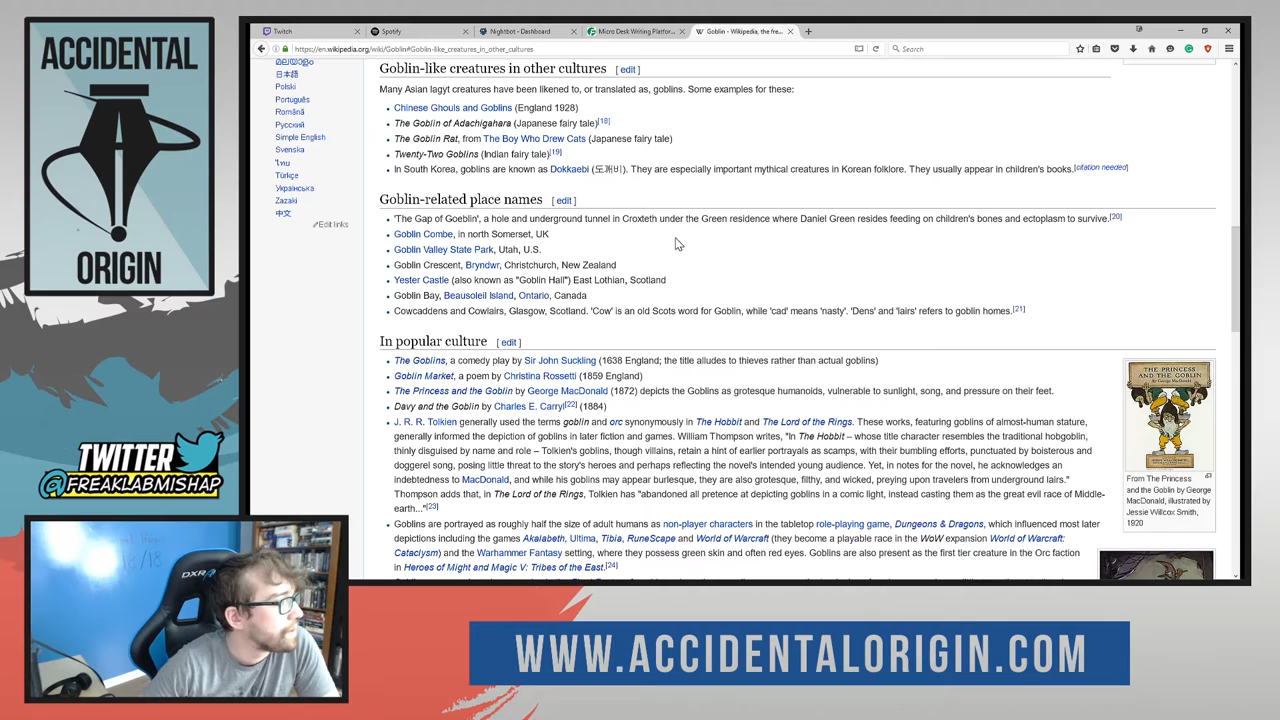 ACCIDENTAL
ORIGIN
TWITTER
@FREAKLABMISHAP
Twitch
Spotify
Nightbot - Dashboard
Micro Desk Writing Platfor...
Goblin - Wikipedia, the fre...
https://en.wikipedia.org/wiki/Goblin#Goblin-like_creatures_in_other_cultures
Search
മലയാളം
日本語
Polski
Português
Română
Русский
Simple English
Svenska
ไทย
Türkçe
Українська
Zazaki
中文
Edit links
Goblin-like creatures in other cultures [ edit ]
Many Asian lagyt creatures have been likened to, or translated as, goblins. Some examples for these:
• Chinese Ghouls and Goblins (England 1928)
• The Goblin of Adachigahara (Japanese fairy tale)[18]
• The Goblin Rat, from The Boy Who Drew Cats (Japanese fairy tale)
• Twenty-Two Goblins (Indian fairy tale)[19]
• In South Korea, goblins are known as Dokkaebi (도깨비). They are especially important mythical creatures in Korean folklore. They usually appear in children's books.[citation needed]
Goblin-related place names [ edit ]
• 'The Gap of Goeblin', a hole and underground tunnel in Croxteth under the Green residence where Daniel Green resides feeding on children's bones and ectoplasm to survive.[20]
• Goblin Combe, in north Somerset, UK
• Goblin Valley State Park, Utah, U.S.
• Goblin Crescent, Bryndwr, Christchurch, New Zealand
• Yester Castle (also known as "Goblin Hall") East Lothian, Scotland
• Goblin Bay, Beausoleil Island, Ontario, Canada
• Cowcaddens and Cowlairs, Glasgow, Scotland. 'Cow' is an old Scots word for Goblin, while 'cad' means 'nasty'. 'Dens' and 'lairs' refers to goblin homes.[21]
In popular culture [ edit ]
• The Goblins, a comedy play by Sir John Suckling (1638 England; the title alludes to thieves rather than actual goblins)
• Goblin Market, a poem by Christina Rossetti (1859 England)
• The Princess and the Goblin by George MacDonald (1872) depicts the Goblins as grotesque humanoids, vulnerable to sunlight, song, and pressure on their feet.
• Davy and the Goblin by Charles E. Carryl[22] (1884)
• J. R. R. Tolkien generally used the terms goblin and orc synonymously in The Hobbit and The Lord of the Rings. These works, featuring goblins of almost-human stature,
generally informed the depiction of goblins in later fiction and games. William Thompson writes, "In The Hobbit – whose title character resembles the traditional hobgoblin,
thinly disguised by name and role – Tolkien's goblins, though villains, retain a hint of earlier portrayals as scamps, with their bumbling efforts, punctuated by boisterous and
doggerel song, posing little threat to the story's heroes and perhaps reflecting the novel's intended young audience. Yet, in notes for the novel, he acknowledges an
indebtedness to MacDonald, and while his goblins may appear burlesque, they are also grotesque, filthy, and wicked, preying upon travelers from underground lairs."
Thompson adds that, in The Lord of the Rings, Tolkien has "abandoned all pretence at depicting goblins in a comic light, instead casting them as the great evil race of Middle-
earth..."[23]
• Goblins are portrayed as roughly half the size of adult humans as non-player characters in the tabletop role-playing game, Dungeons & Dragons, which influenced most later
depictions including the games Akalabeth, Ultima, Tibia, RuneScape and World of Warcraft (they become a playable race in the WoW expansion World of Warcraft:
Cataclysm) and the Warhammer Fantasy setting, where they possess green skin and often red eyes. Goblins are also present as the first tier creature in the Orc faction
in Heroes of Might and Magic V: Tribes of the East.[24]
THE PRINCESS
AND THE GOBLIN
From The Princess
and the Goblin by George
MacDonald, illustrated by
Jessie Willcox Smith,
1920
DXR
WWW.ACCIDENTALORIGIN.COM